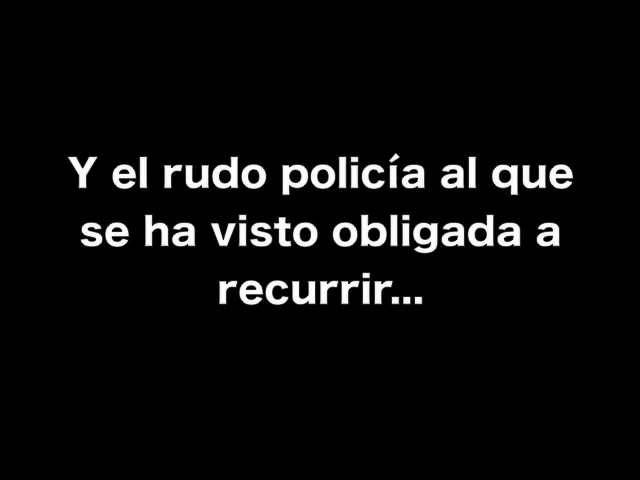 Y el rudo policía al que
se ha visto obligada a
recurrir...